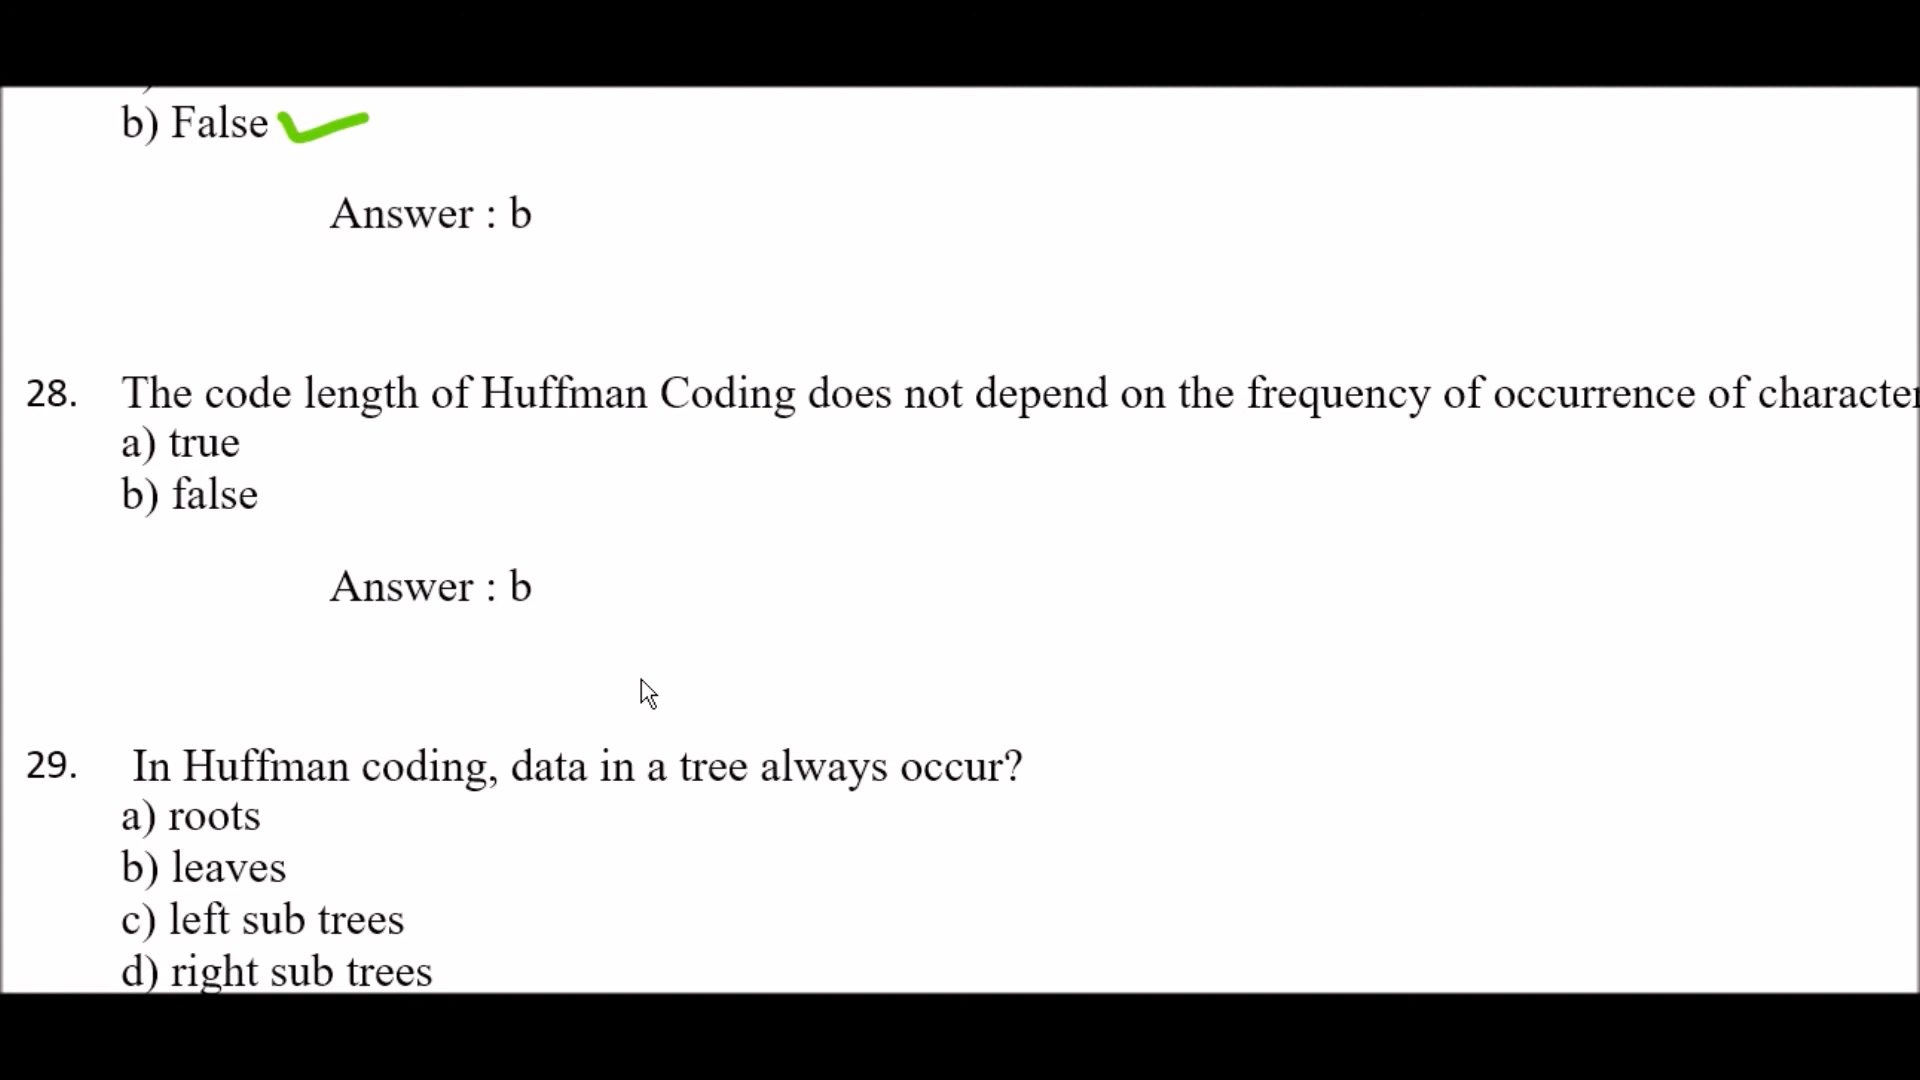 b) False
Answer : b
28. The code length of Huffman Coding does not depend on the frequency of occurrence of character
a) true
b) false
Answer : b
29. In Huffman coding, data in a tree always occur?
a) roots
b) leaves
c) left sub trees
d) right sub trees